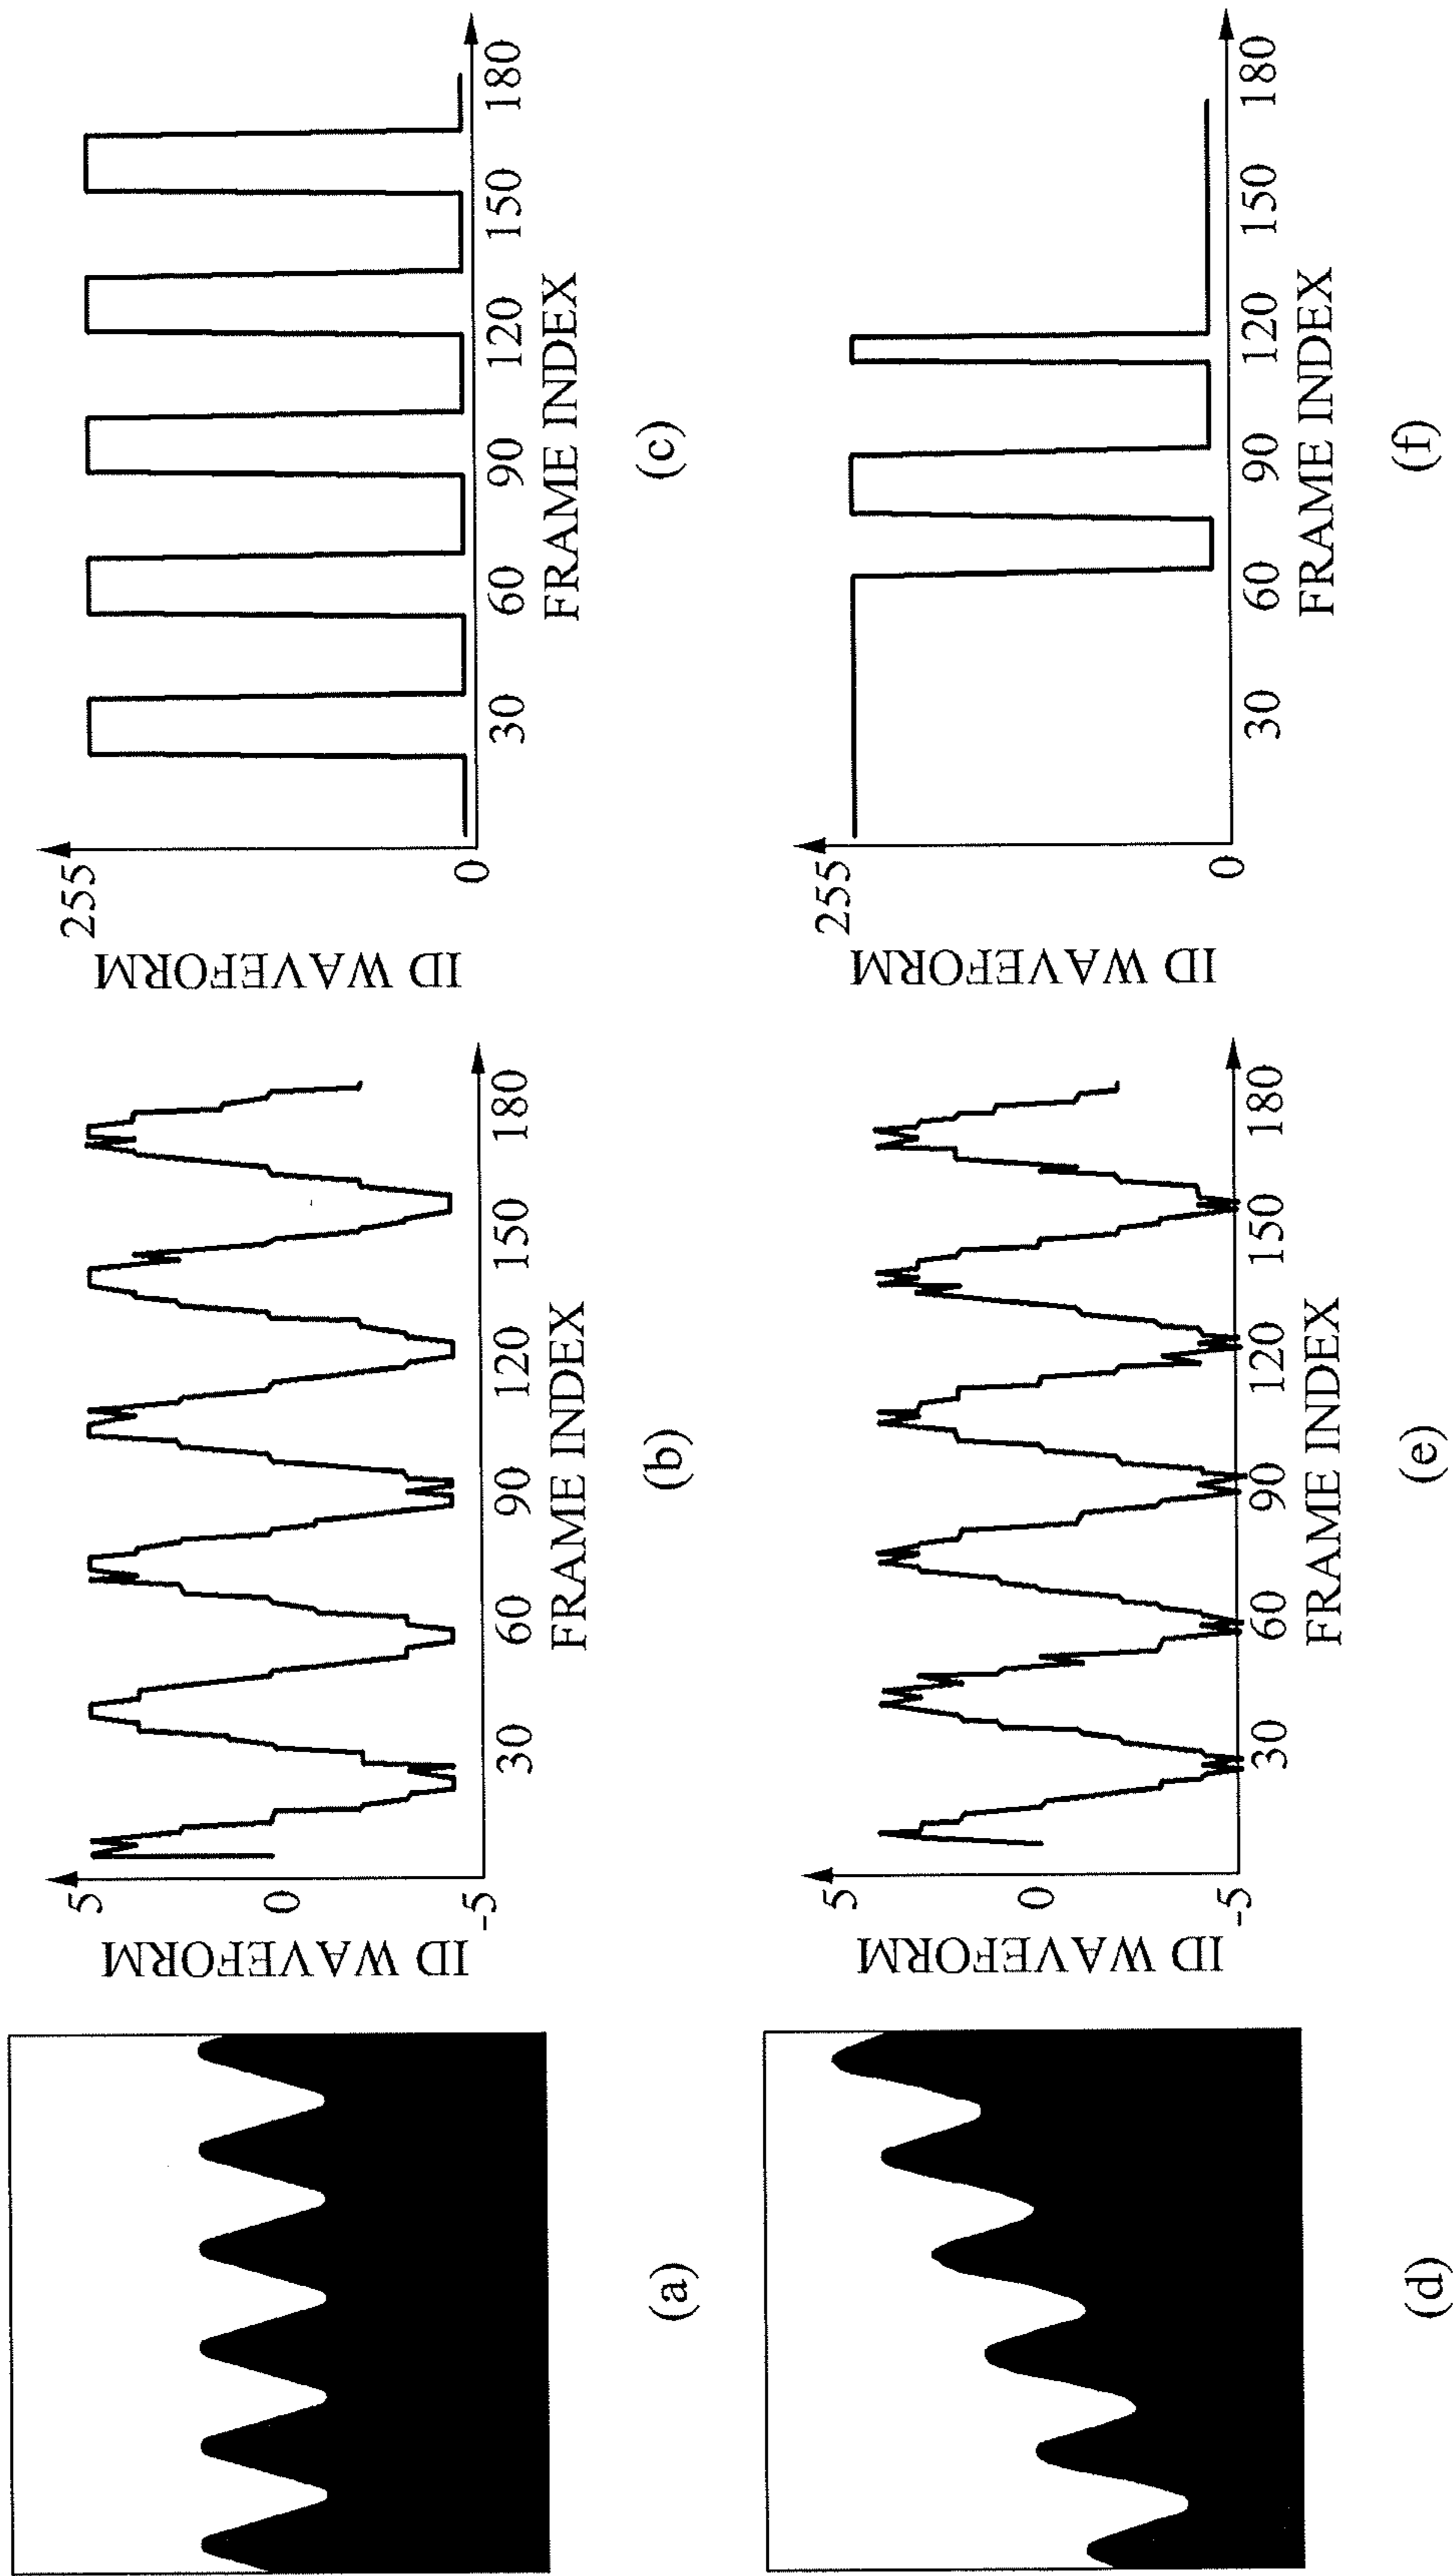 (a)
5
0
-5
ID WAVEFORM
30 60 90 120 150 180
FRAME INDEX
(b)
255
0
ID WAVEFORM
30 60 90 120 150 180
FRAME INDEX
(c)
(d)
5
0
-5
ID WAVEFORM
30 60 90 120 150 180
FRAME INDEX
(e)
255
0
ID WAVEFORM
30 60 90 120 150 180
FRAME INDEX
(f)